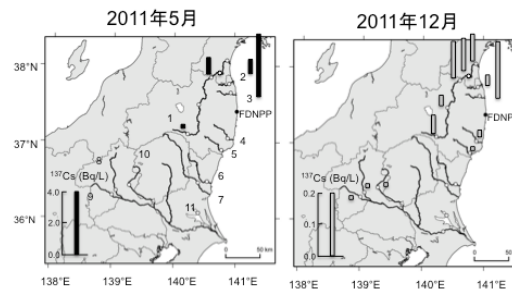 2011年5月
38°N
37°N
36°N
1
2
3
FDNPP
4
5
6
7
8
9
10
11
¹³⁷Cs (Bq/L)
4.0
2.0
0.0
0 50 km
138°E 139°E 140°E 141°E
2011年12月
38°N
37°N
36°N
FDNPP
¹³⁷Cs (Bq/L)
0.2
0.1
0.0
0 50
138°E 139°E 140°E 141°E